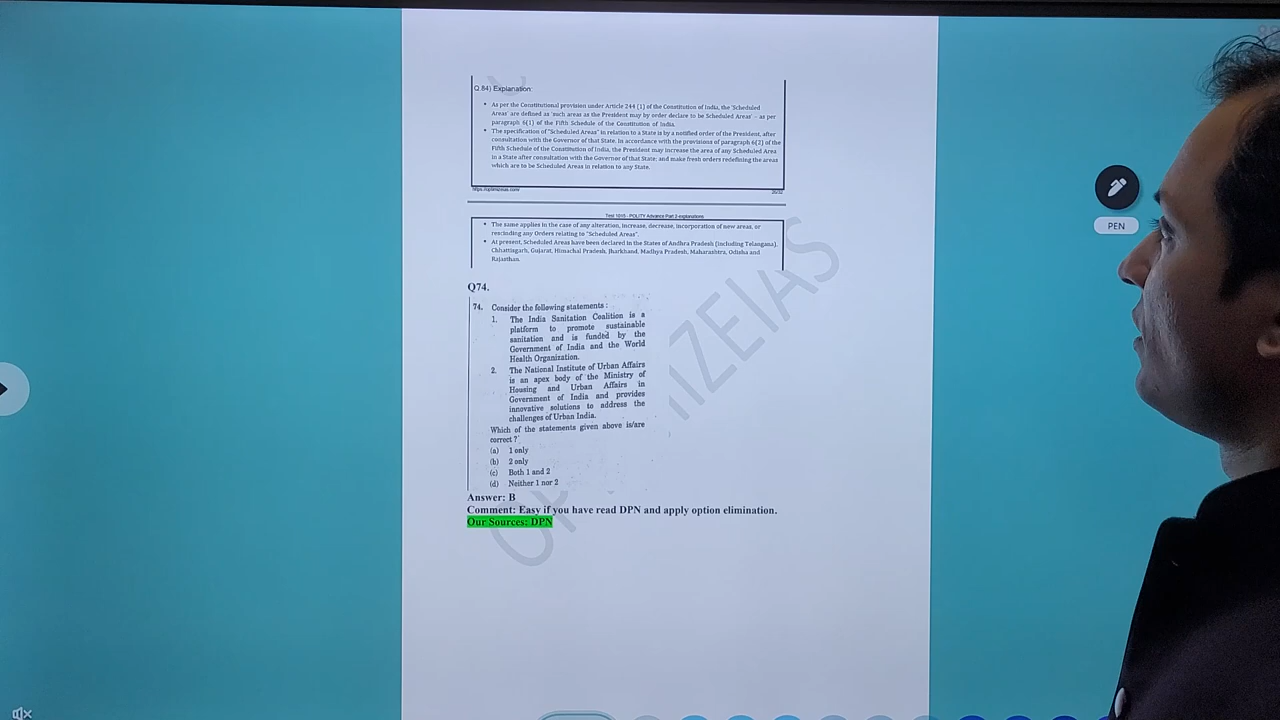 Q.84) Explanation:
• As per the Constitutional provision under Article 244 (1) of the Constitution of India, the 'Scheduled
Areas' are defined as 'such areas as the President may by order declare to be Scheduled Areas' - as per
paragraph 6(1) of the Fifth Schedule of the Constitution of India.
• The specification of "Scheduled Areas" in relation to a State is by a notified order of the President, after
consultation with the Governor of that State. In accordance with the provisions of paragraph 6(2) of the
Fifth Schedule of the Constitution of India, the President may increase the area of any Scheduled Area
in a State after consultation with the Governor of that State; and make fresh orders redefining the areas
which are to be Scheduled Areas in relation to any State.
https://optimizeias.com/
Test 1015 - POLITY Advance Part 2-explanations
• The same applies in the case of any alteration, increase, decrease, incorporation of new areas, or
rescinding any Orders relating to "Scheduled Areas".
• At present, Scheduled Areas have been declared in the States of Andhra Pradesh (including Telangana),
Chhattisgarh, Gujarat, Himachal Pradesh, Jharkhand, Madhya Pradesh, Maharashtra, Odisha and
Rajasthan.
Q74.
74. Consider the following statements :
1. The India Sanitation Coalition is a
platform to promote sustainable
sanitation and is funded by the
Government of India and the World
Health Organization.
2. The National Institute of Urban Affairs
is an apex body of the Ministry of
Housing and Urban Affairs in
Government of India and provides
innovative solutions to address the
challenges of Urban India.
Which of the statements given above is/are
correct ?
(a) 1 only
(b) 2 only
(c) Both 1 and 2
(d) Neither 1 nor 2
Answer: B
Comment: Easy if you have read DPN and apply option elimination.
Our Sources: DPN
PEN